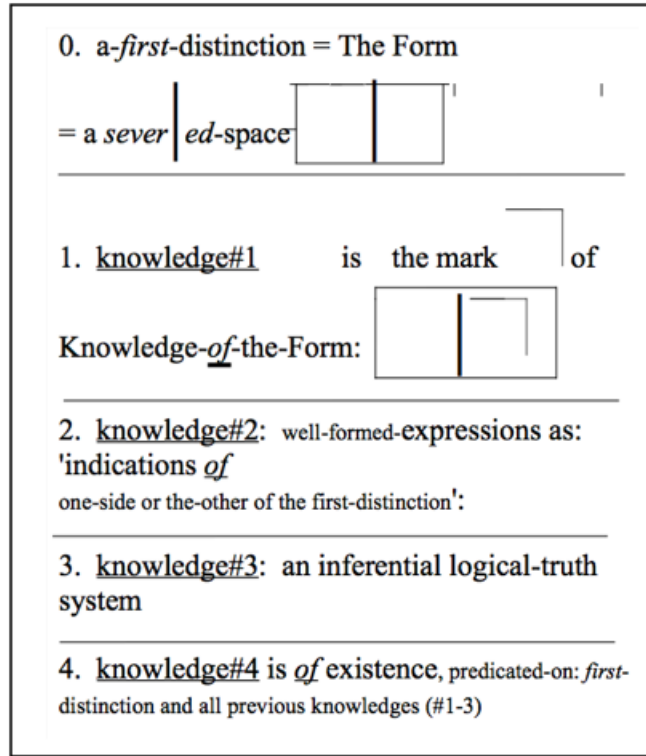 0. a-first-distinction = The Form
= a sever ed-space
1. knowledge#1 is the mark of
Knowledge-of-the-Form:
2. knowledge#2: well-formed-expressions as:
'indications of
one-side or the-other of the first-distinction':
3. knowledge#3: an inferential logical-truth
system
4. knowledge#4 is of existence, predicated-on: first-
distinction and all previous knowledges (#1-3)